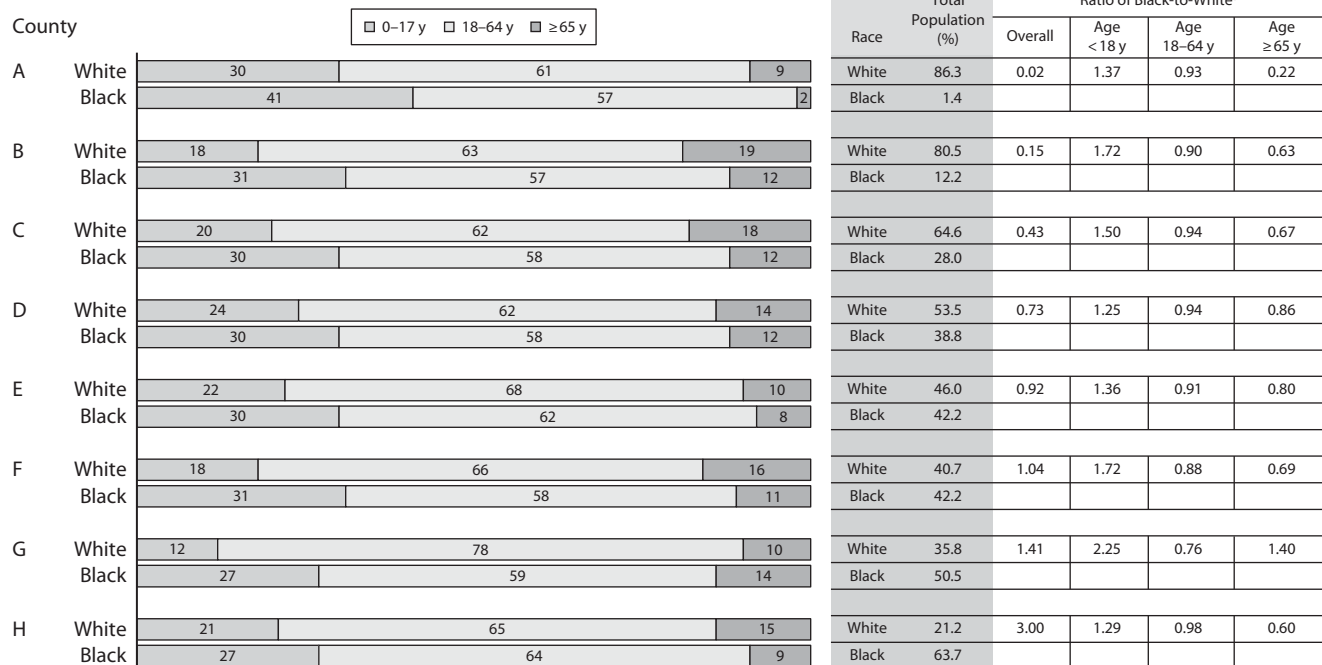 Total Population (%)
Ratio of Black-to-White
County
0–17 y 18–64 y ≥65 y
Race Overall Age <18 y Age 18–64 y Age ≥65 y
A White 30 61 9 White 86.3 0.02 1.37 0.93 0.22
Black 41 57 2 Black 1.4
B White 18 63 19 White 80.5 0.15 1.72 0.90 0.63
Black 31 57 12 Black 12.2
C White 20 62 18 White 64.6 0.43 1.50 0.94 0.67
Black 30 58 12 Black 28.0
D White 24 62 14 White 53.5 0.73 1.25 0.94 0.86
Black 30 58 12 Black 38.8
E White 22 68 10 White 46.0 0.92 1.36 0.91 0.80
Black 30 62 8 Black 42.2
F White 18 66 16 White 40.7 1.04 1.72 0.88 0.69
Black 31 58 11 Black 42.2
G White 12 78 10 White 35.8 1.41 2.25 0.76 1.40
Black 27 59 14 Black 50.5
H White 21 65 15 White 21.2 3.00 1.29 0.98 0.60
Black 27 64 9 Black 63.7